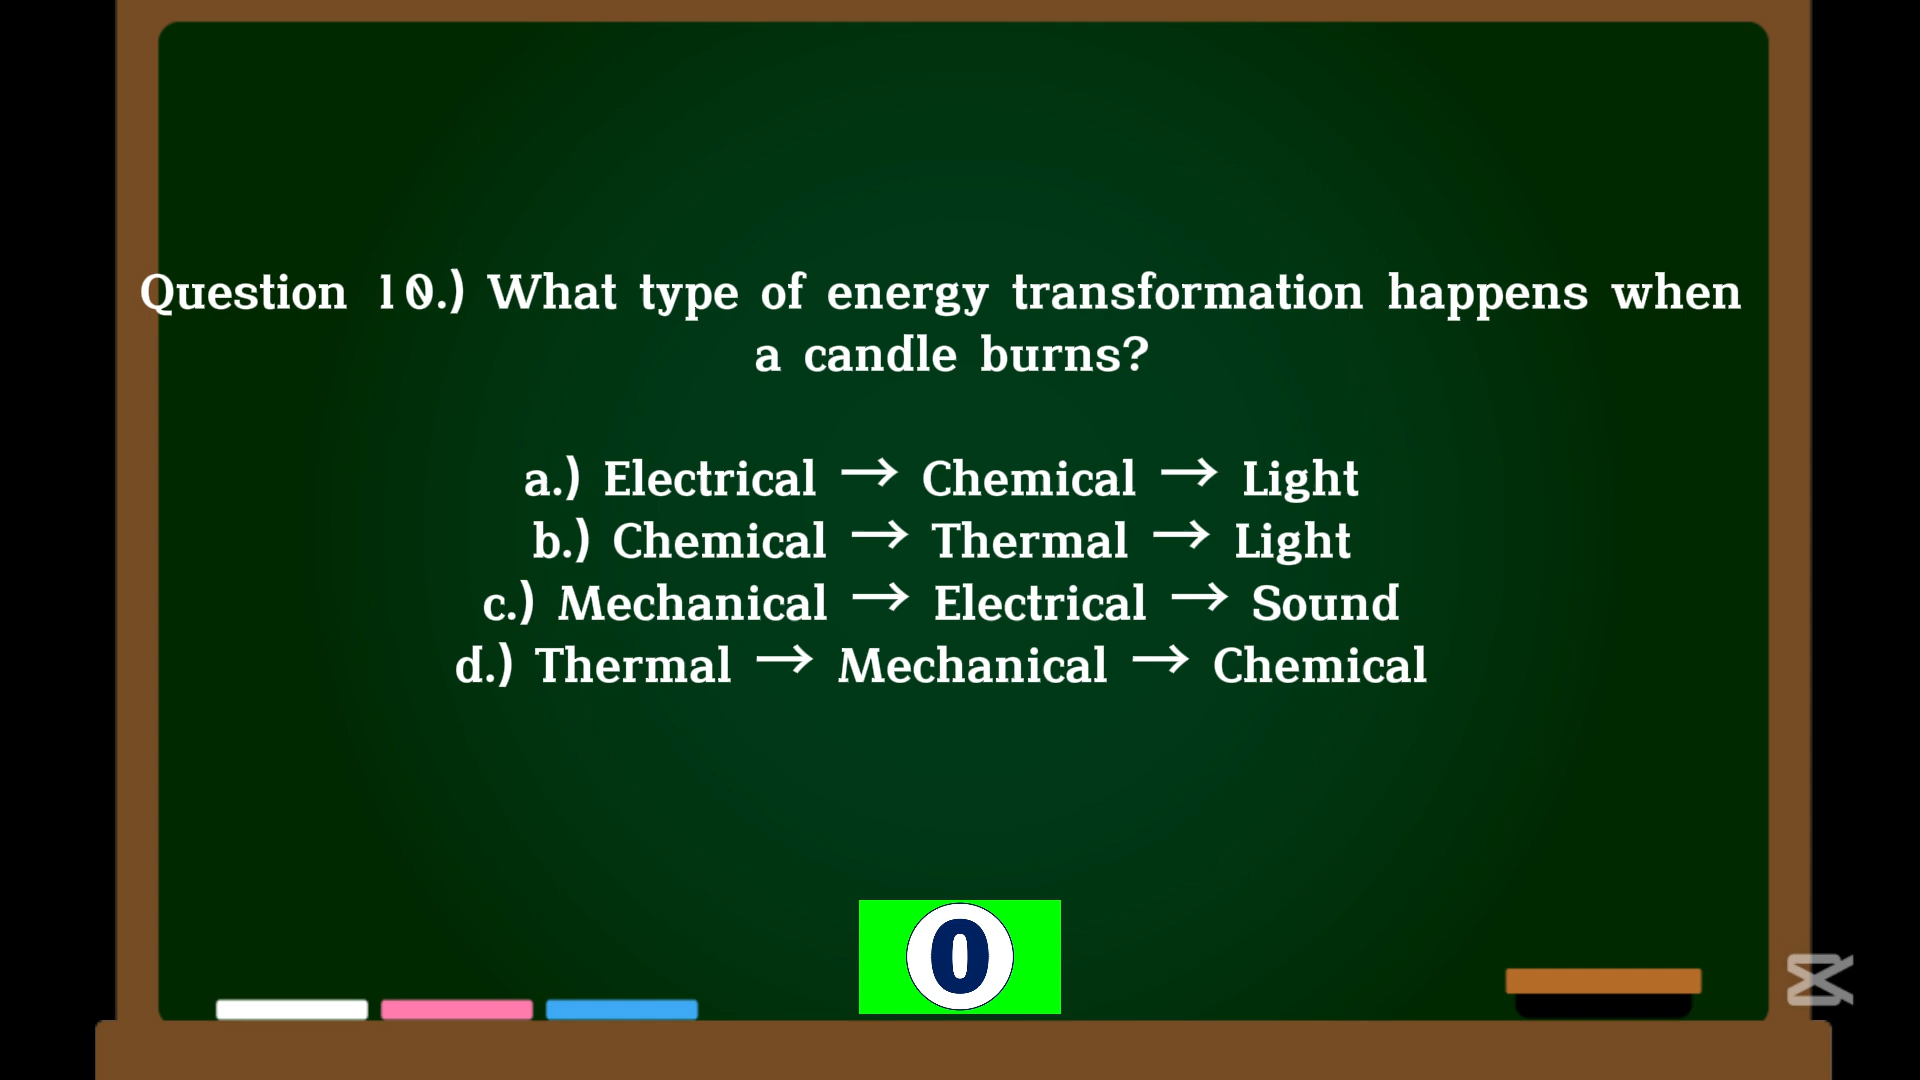 Question 10.) What type of energy transformation happens when
a candle burns?
a.) Electrical → Chemical → Light
b.) Chemical → Thermal → Light
c.) Mechanical → Electrical → Sound
d.) Thermal → Mechanical → Chemical
0